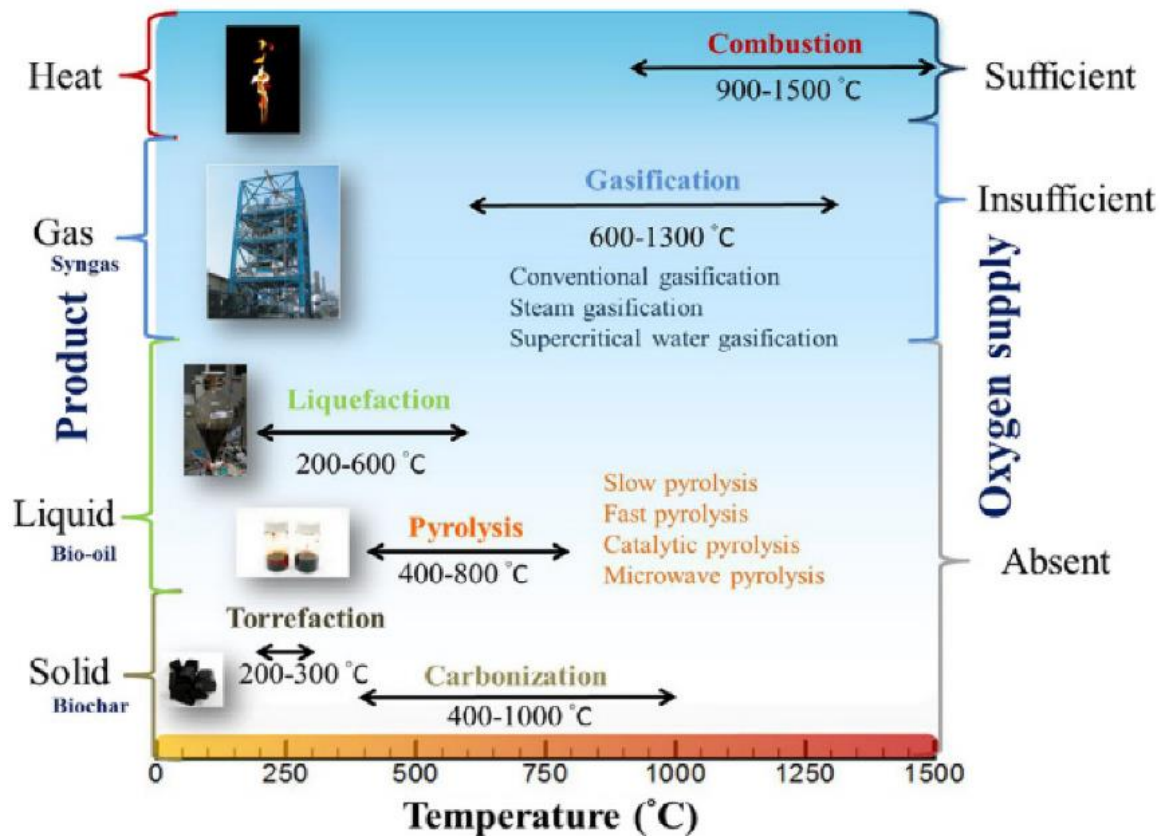 Heat
Combustion
900-1500 °C
Sufficient
Gas
Syngas
Gasification
600-1300 °C
Conventional gasification
Steam gasification
Supercritical water gasification
Insufficient
Product
Oxygen supply
Liquefaction
200-600 °C
Liquid
Bio-oil
Pyrolysis
400-800 °C
Slow pyrolysis
Fast pyrolysis
Catalytic pyrolysis
Microwave pyrolysis
Absent
Solid
Biochar
Torrefaction
200-300 °C
Carbonization
400-1000 °C
0 250 500 750 1000 1250 1500
Temperature (°C)